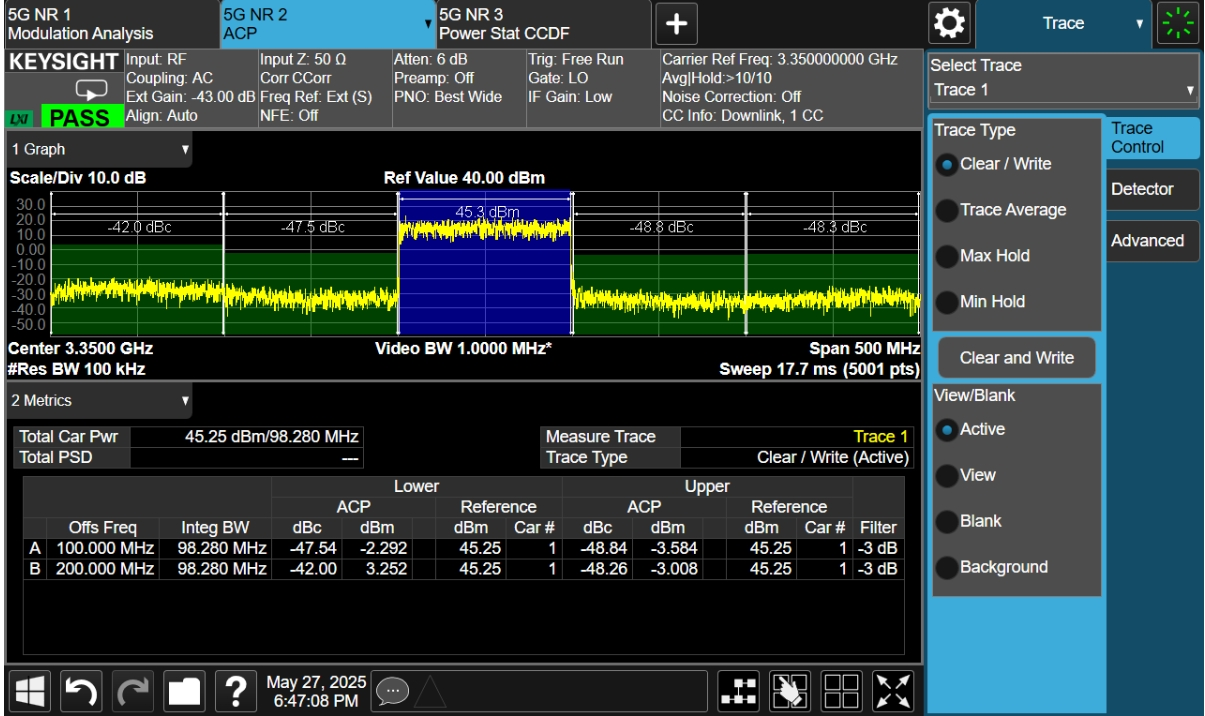 5G NR 1
Modulation Analysis
5G NR 2
ACP
5G NR 3
Power Stat CCDF
Trace
KEYSIGHT
LXI
PASS
Input: RF
Coupling: AC
Ext Gain: -43.00 dB
Align: Auto
Input Z: 50 Ω
Corr CCorr
Freq Ref: Ext (S)
NFE: Off
Atten: 6 dB
Preamp: Off
PNO: Best Wide
Trig: Free Run
Gate: LO
IF Gain: Low
Carrier Ref Freq: 3.350000000 GHz
Avg|Hold:>10/10
Noise Correction: Off
CC Info: Downlink, 1 CC
1 Graph
Scale/Div 10.0 dB
Ref Value 40.00 dBm
30.0
20.0
10.0
0.00
-10.0
-20.0
-30.0
-40.0
-50.0
-42.0 dBc
-47.5 dBc
45.3 dBm
-48.8 dBc
-48.3 dBc
Center 3.3500 GHz
Video BW 1.0000 MHz*
Span 500 MHz
#Res BW 100 kHz
Sweep 17.7 ms (5001 pts)
2 Metrics
Total Car Pwr 45.25 dBm/98.280 MHz
Total PSD ---
Measure Trace Trace 1
Trace Type Clear / Write (Active)
Lower Upper
ACP Reference ACP Reference
Offs Freq Integ BW dBc dBm dBm Car # dBc dBm dBm Car # Filter
A 100.000 MHz 98.280 MHz -47.54 -2.292 45.25 1 -48.84 -3.584 45.25 1 -3 dB
B 200.000 MHz 98.280 MHz -42.00 3.252 45.25 1 -48.26 -3.008 45.25 1 -3 dB
?
May 27, 2025
6:47:08 PM
Select Trace
Trace 1
Trace Type
Clear / Write
Trace Average
Max Hold
Min Hold
Clear and Write
View/Blank
Active
View
Blank
Background
Trace
Control
Detector
Advanced